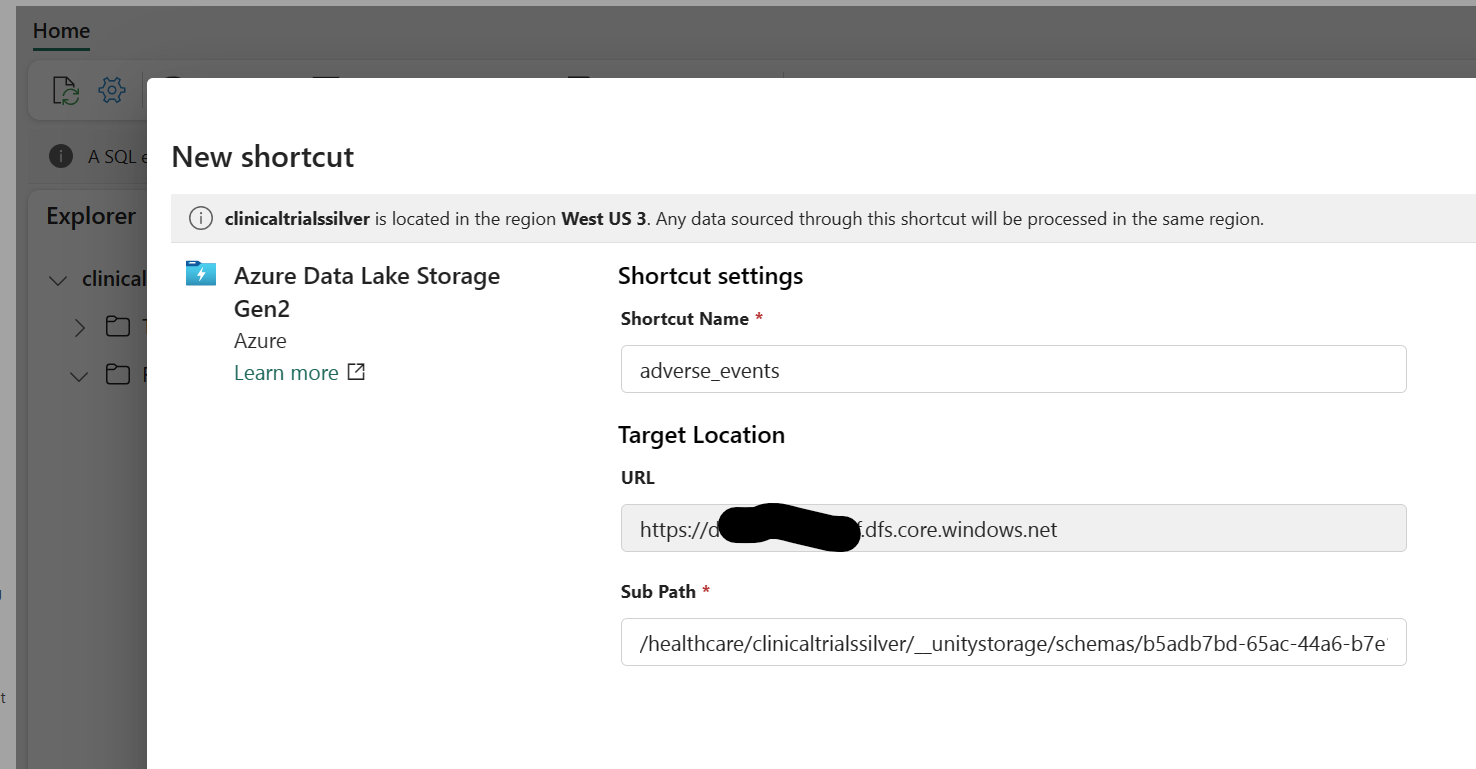 Home
A SQL
New shortcut
clinicaltrialssilver is located in the region West US 3. Any data sourced through this shortcut will be processed in the same region.
Explorer
clinical
Azure Data Lake Storage
Gen2
Azure
Learn more
Shortcut settings
Shortcut Name *
adverse_events
Target Location
URL
https://d f.dfs.core.windows.net
Sub Path *
/healthcare/clinicaltrialssilver/__unitystorage/schemas/b5adb7bd-65ac-44a6-b7e